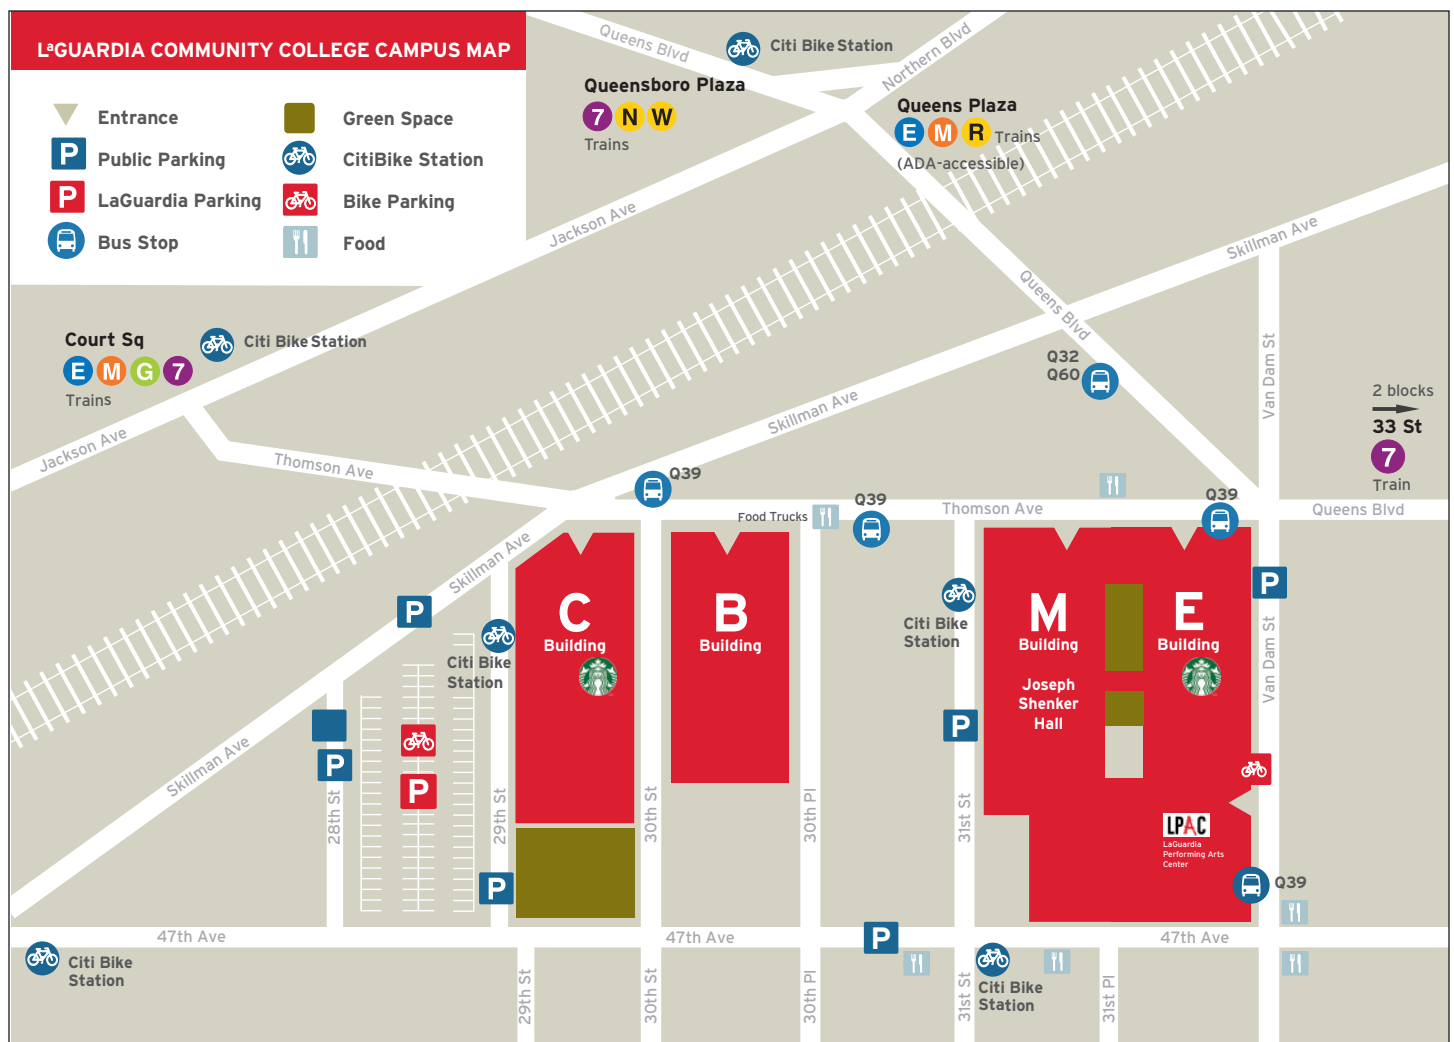 LaGUARDIA COMMUNITY COLLEGE CAMPUS MAP
Entrance
Green Space
P
Public Parking
CitiBike Station
P
LaGuardia Parking
Bike Parking
Bus Stop
Food
Queens Blvd
Citi Bike Station
Northern Blvd
Queensboro Plaza
7 N W
Trains
Queens Plaza
E M R Trains
(ADA-accessible)
Jackson Ave
Skillman Ave
Queens Blvd
Court Sq
Citi Bike Station
E M G 7
Trains
Jackson Ave
Thomson Ave
Skillman Ave
Q32
Q60
Van Dam St
2 blocks
33 St
7
Train
Q39
Food Trucks
Q39
Thomson Ave
Q39
Queens Blvd
Skillman Ave
P
Citi Bike
Station
C
Building
B
Building
Citi Bike
Station
M
Building
Joseph
Shenker
Hall
E
Building
P
Van Dam St
P
P
P
Skillman Ave
28th St
29th St
30th St
30th Pl
31st St
LPAC
LaGuardia
Performing Arts
Center
P
Q39
47th Ave
47th Ave
P
47th Ave
Citi Bike
Station
29th St
30th St
30th Pl
31st St
Citi Bike
Station
31st Pl